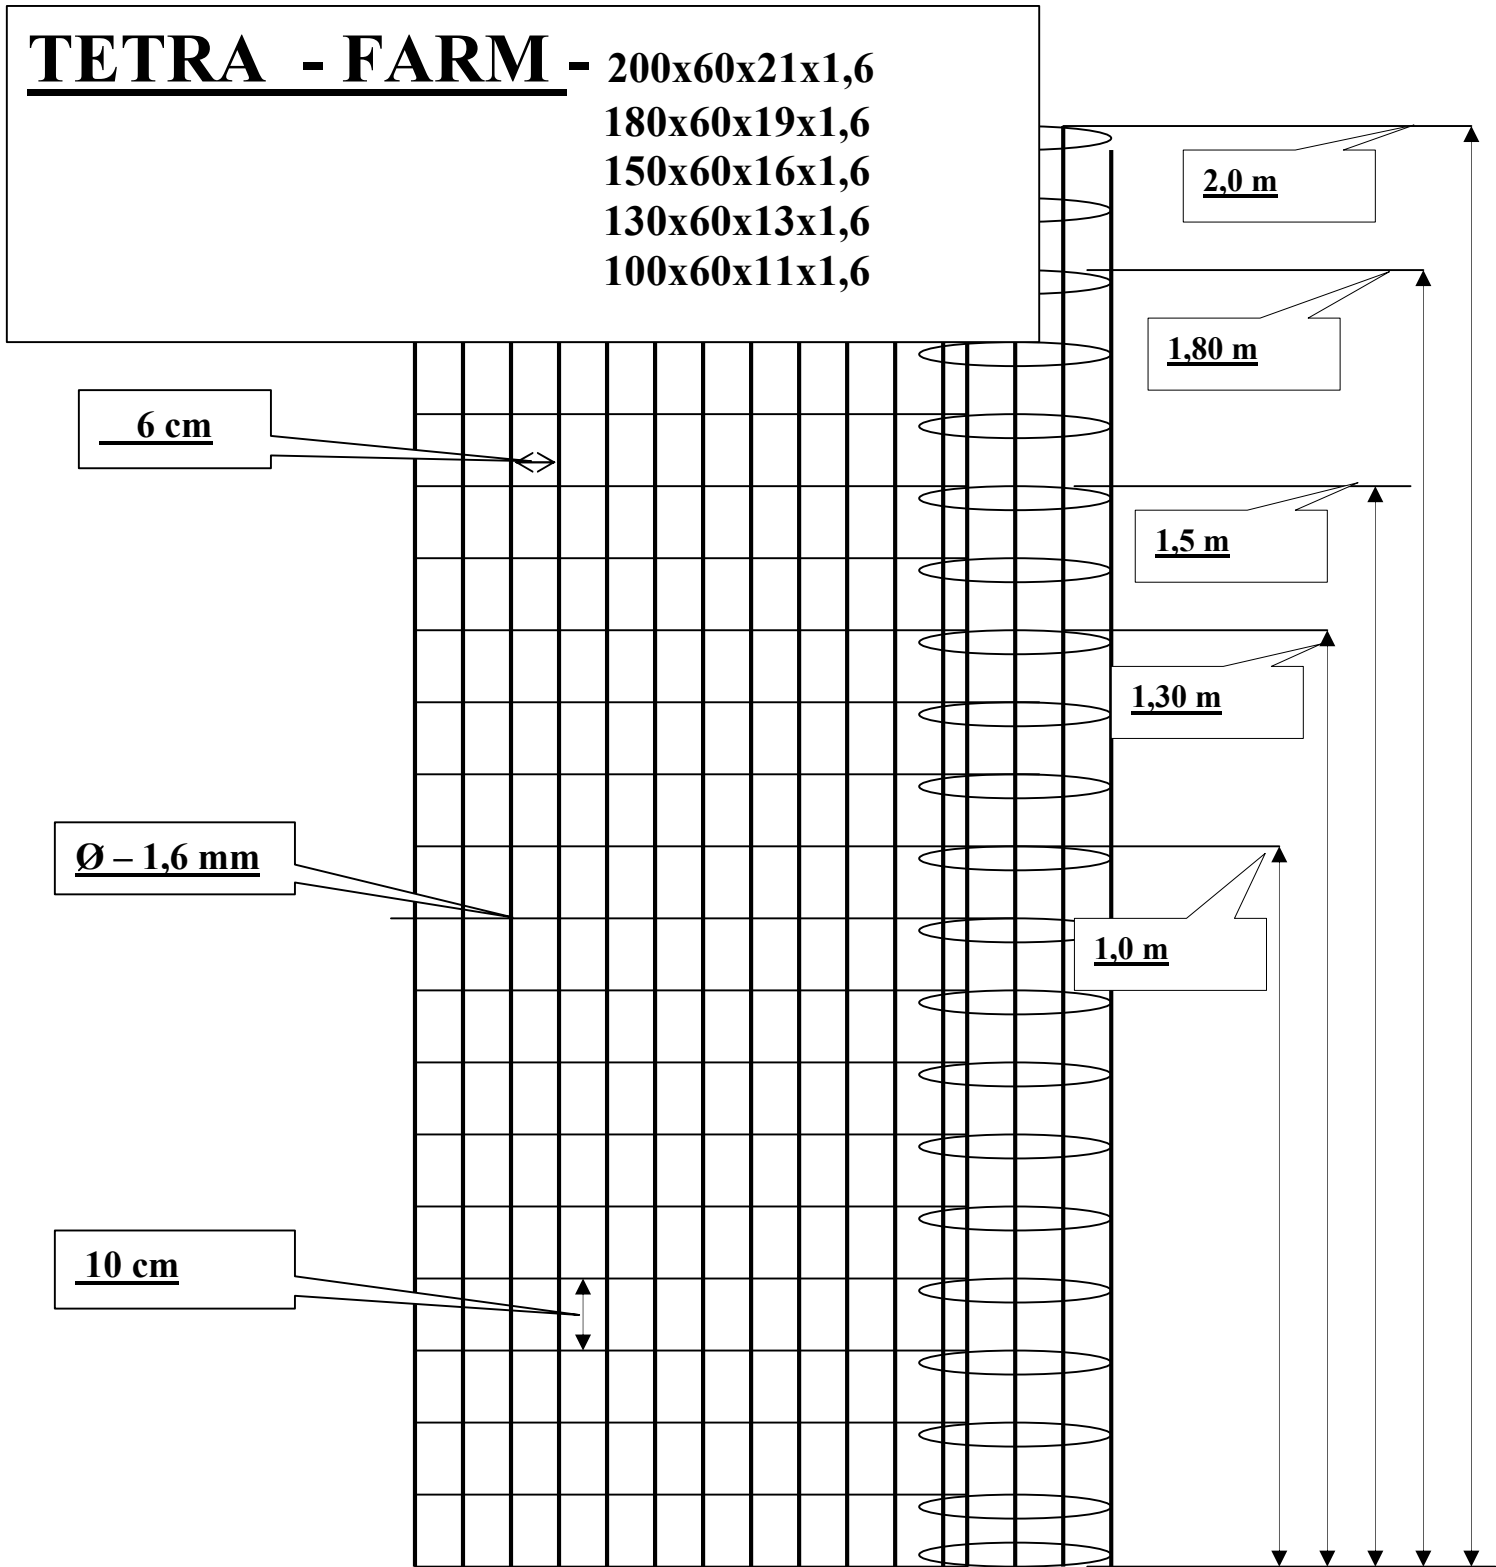 TETRA - FARM - 200x60x21x1,6
180x60x19x1,6
150x60x16x1,6
130x60x13x1,6
100x60x11x1,6
2,0 m
1,80 m
6 cm
1,5 m
1,30 m
Ø – 1,6 mm
1,0 m
10 cm